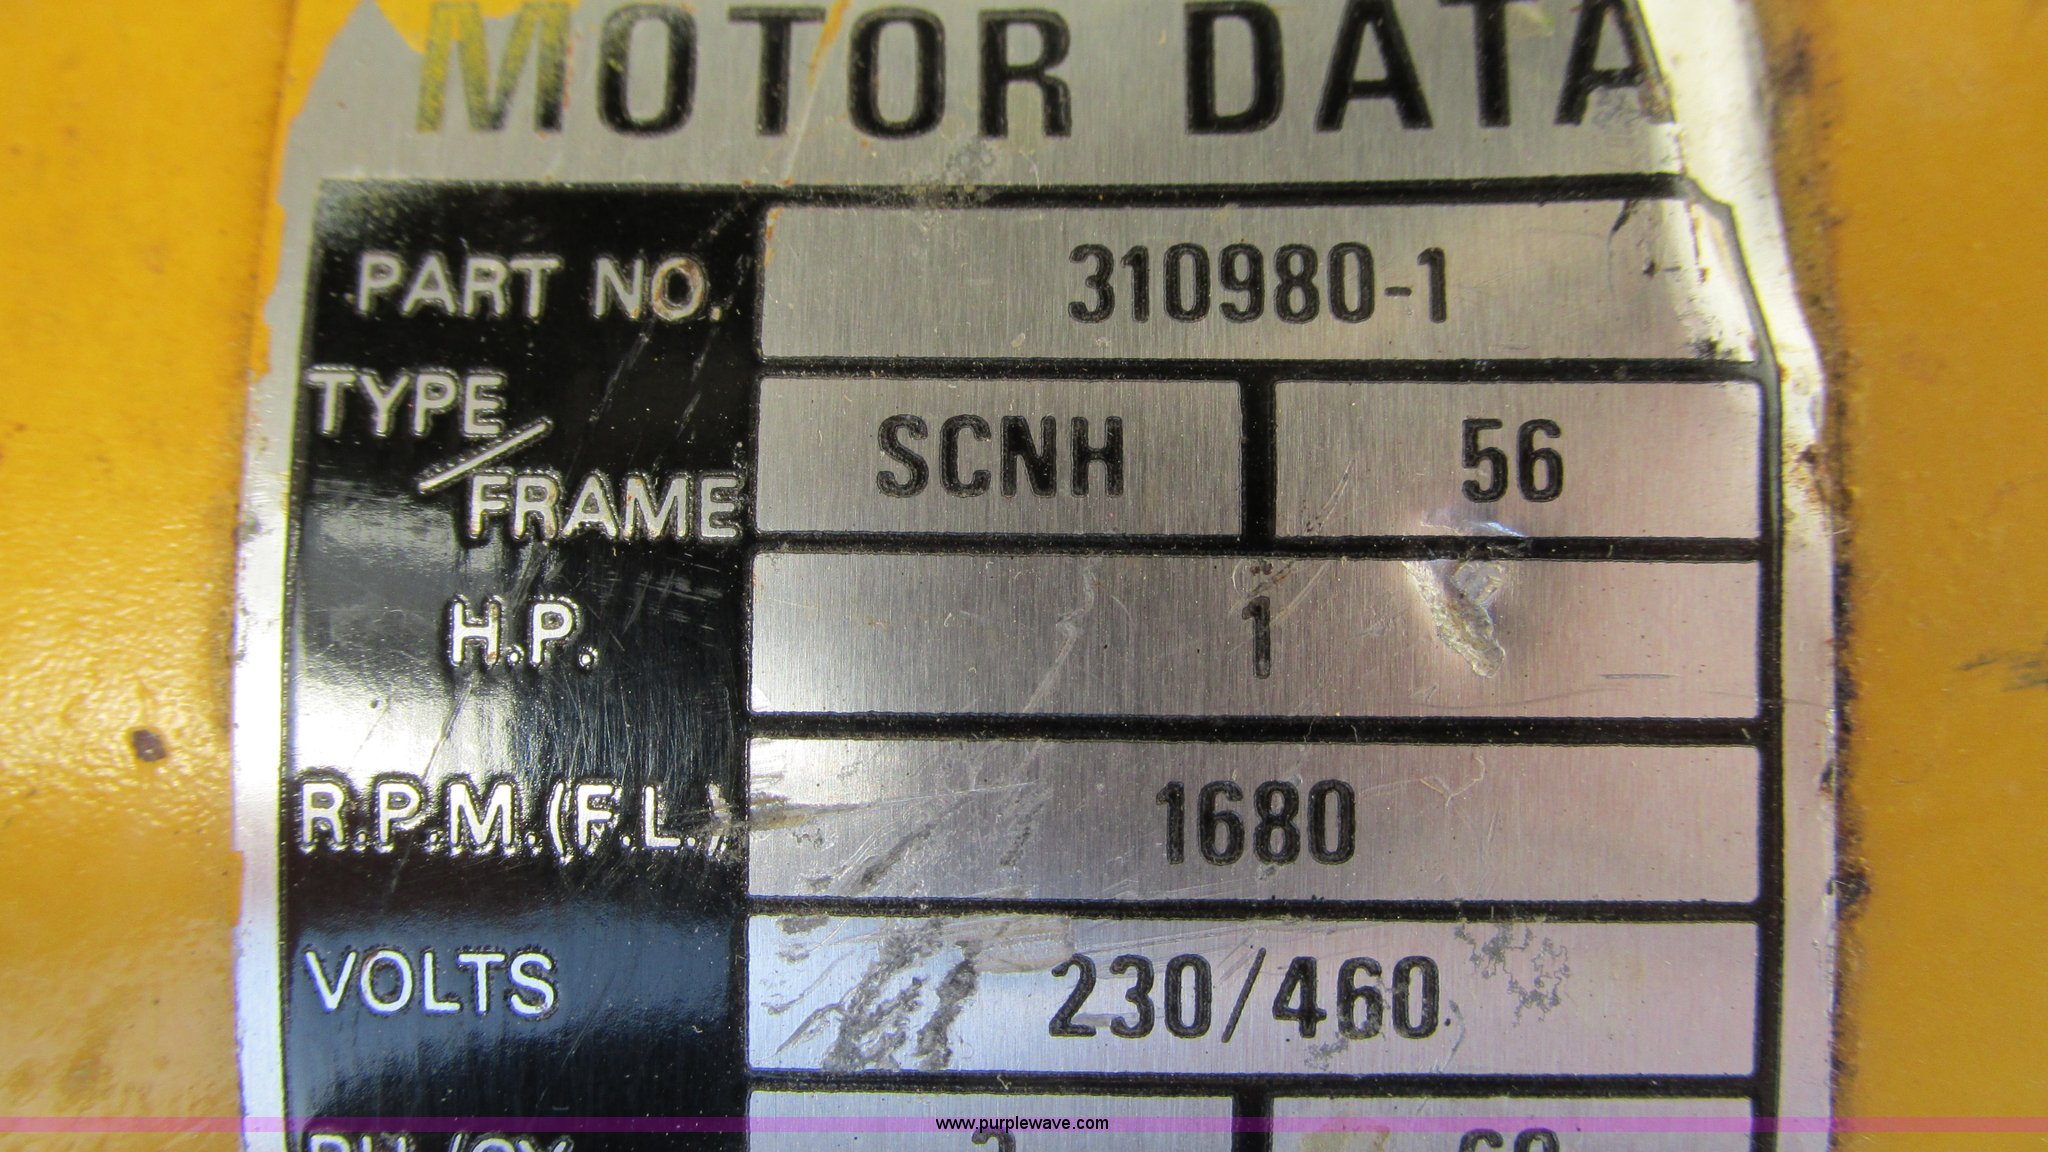 MOTOR DATA
PART NO. 310980-1
TYPE/FRAME SCNH 56
H.P. 1
R.P.M.(F.L.) 1680
VOLTS 230/460
www.purplewave.com